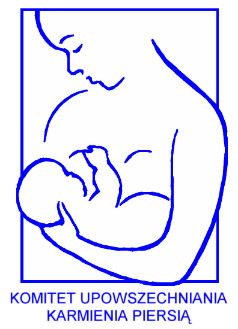 KOMITET UPOWSZECHNIANIA
KARMIENIA PIERSIĄ